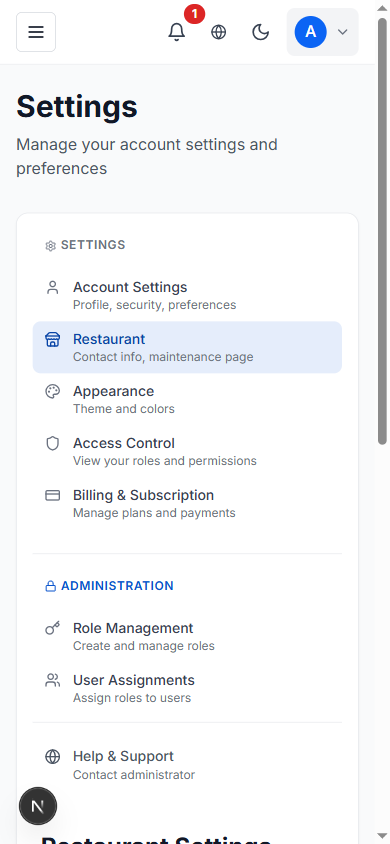 1
A
Settings
Manage your account settings and
preferences
SETTINGS
Account Settings
Profile, security, preferences
Restaurant
Contact info, maintenance page
Appearance
Theme and colors
Access Control
View your roles and permissions
Billing & Subscription
Manage plans and payments
ADMINISTRATION
Role Management
Create and manage roles
User Assignments
Assign roles to users
Help & Support
Contact administrator
N
Restaurant Settings